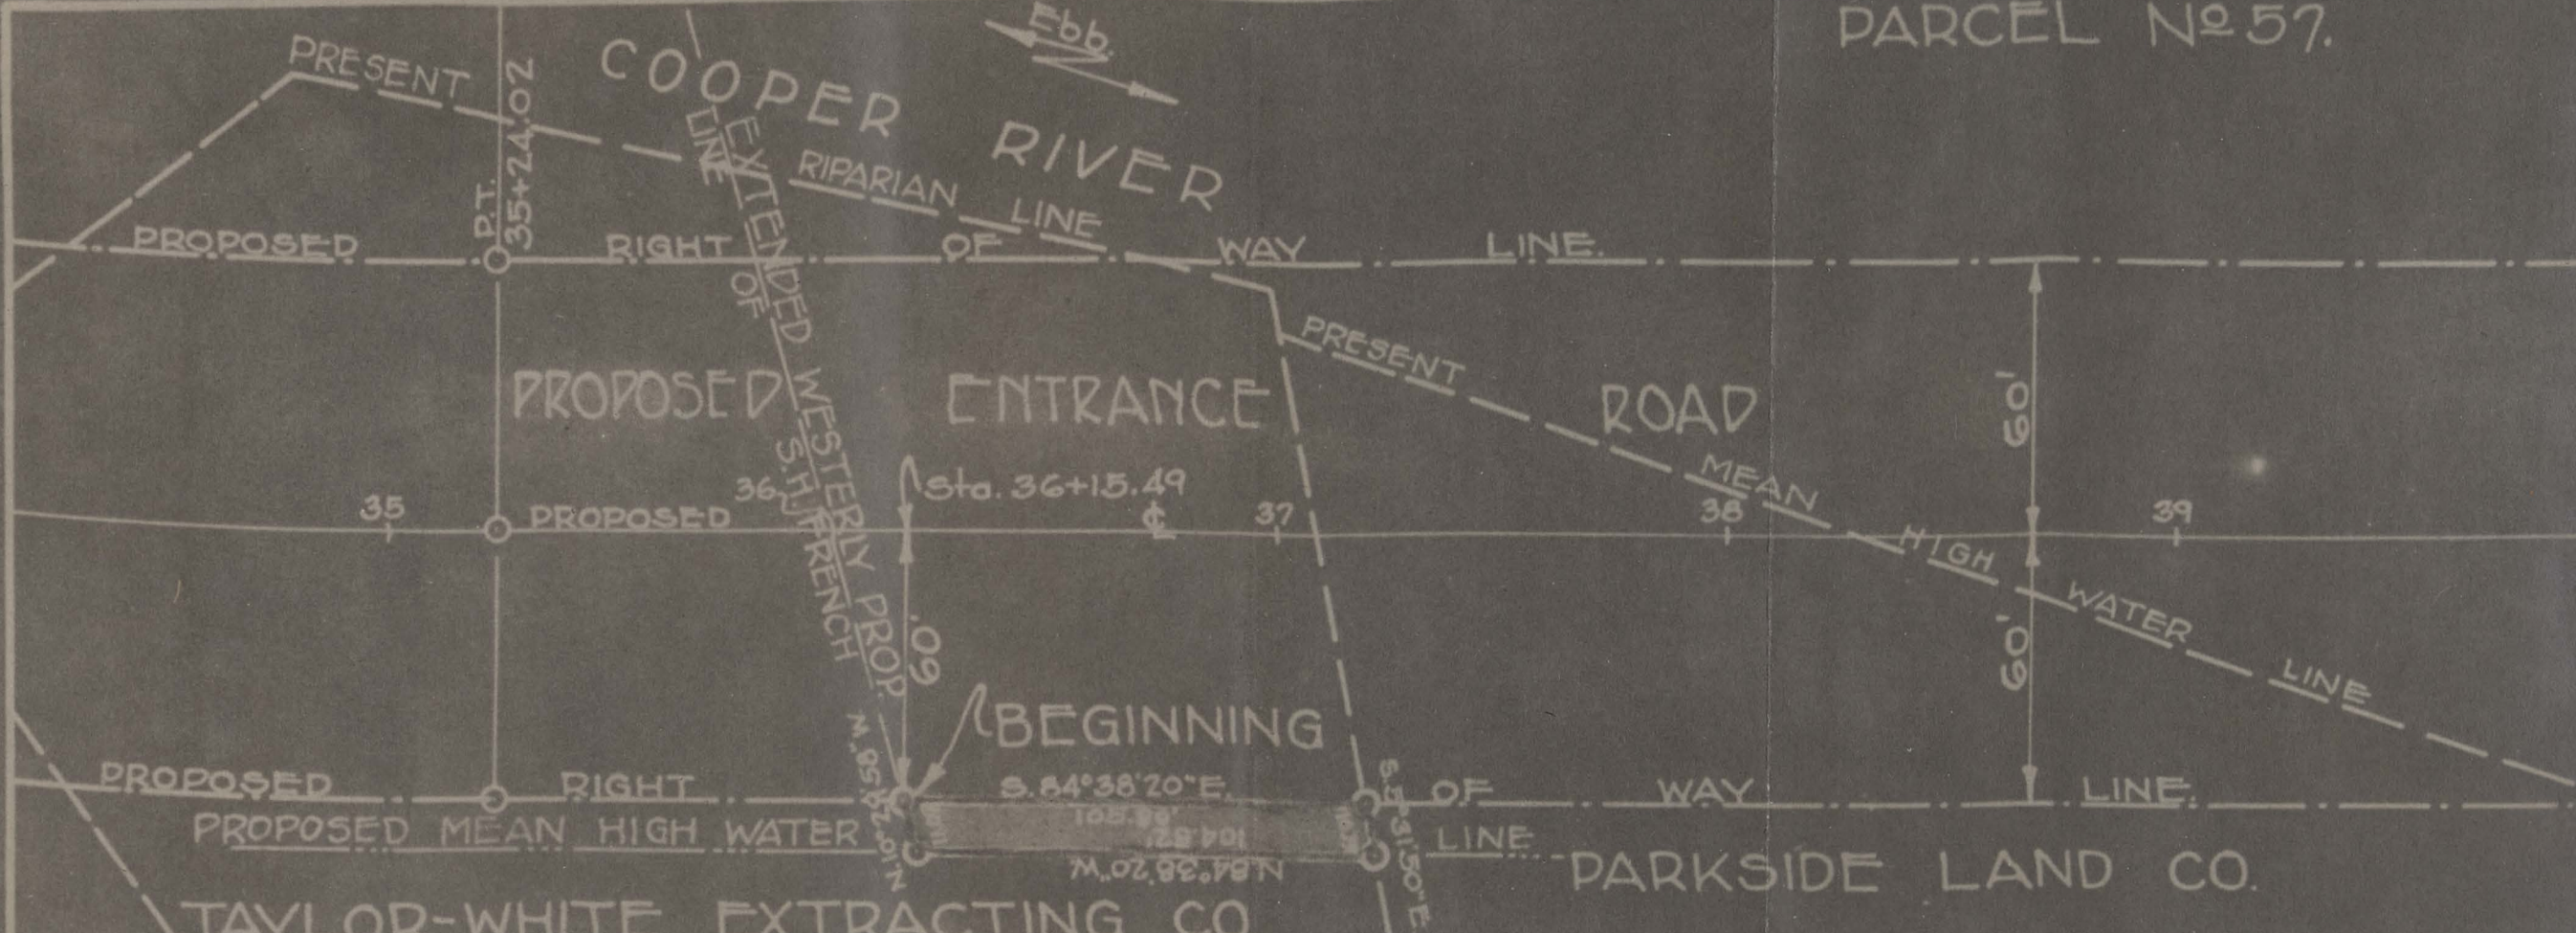 PARCEL Nº 57.
Ebb.
COOPER RIVER
PRESENT RIPARIAN LINE
P.T. 35+24.02
PROPOSED RIGHT OF WAY LINE.
EXTENDED WESTERLY PROP.
LINE OF S.H. FRENCH
PROPOSED ENTRANCE ROAD
PRESENT MEAN HIGH WATER LINE
60'
Sta. 36+15.49
35 36 37 38 39
PROPOSED ℄
60'
60'
BEGINNING
S. 84°38'20"E.
104.52'
N.84°38'20"W.
PROPOSED RIGHT OF WAY LINE.
PROPOSED MEAN HIGH WATER LINE
PARKSIDE LAND CO.
TAYLOR-WHITE EXTRACTING CO